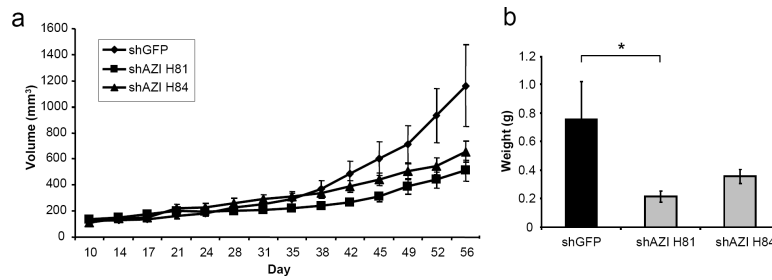 a
shGFP
shAZI H81
shAZI H84
Volume (mm³)
1600
1400
1200
1000
800
600
400
200
0
10 14 17 21 24 28 31 35 38 42 45 49 52 56
Day
b
*
Weight (g)
1.2
1
0.8
0.6
0.4
0.2
0
shGFP shAZI H81 shAZI H84